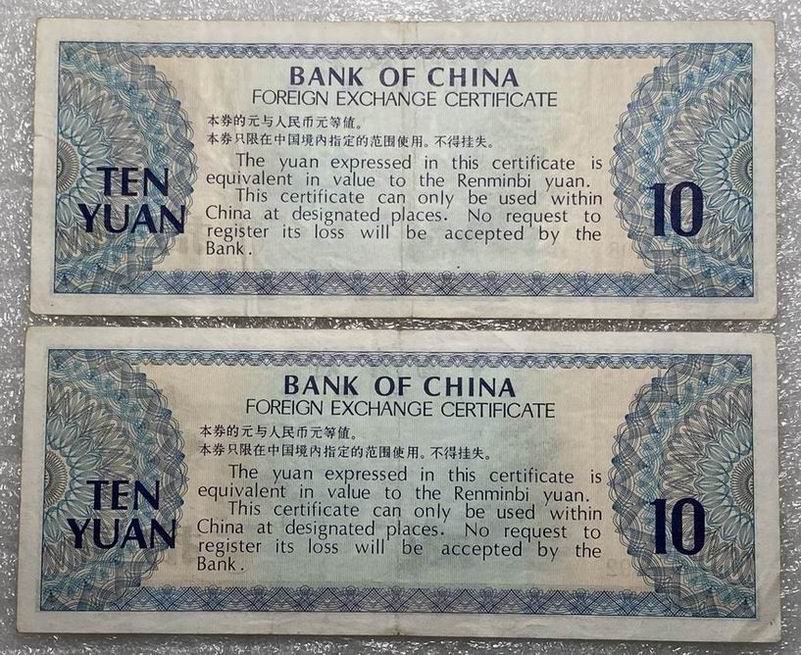 BANK OF CHINA
FOREIGN EXCHANGE CERTIFICATE
本券的元与人民币元等値。
本券只限在中国境内指定的范围使用。不得挂失。
The yuan expressed in this certificate is
equivalent in value to the Renminbi yuan.
This certificate can only be used within
China at designated places. No request to
register its loss will be accepted by the
Bank.
TEN
YUAN
10
BANK OF CHINA
FOREIGN EXCHANGE CERTIFICATE
本券的元与人民币元等値。
本券只限在中国境内指定的范围使用。不得挂失。
The yuan expressed in this certificate is
equivalent in value to the Renminbi yuan.
This certificate can only be used within
China at designated places. No request to
register its loss will be accepted by the
Bank.
TEN
YUAN
10